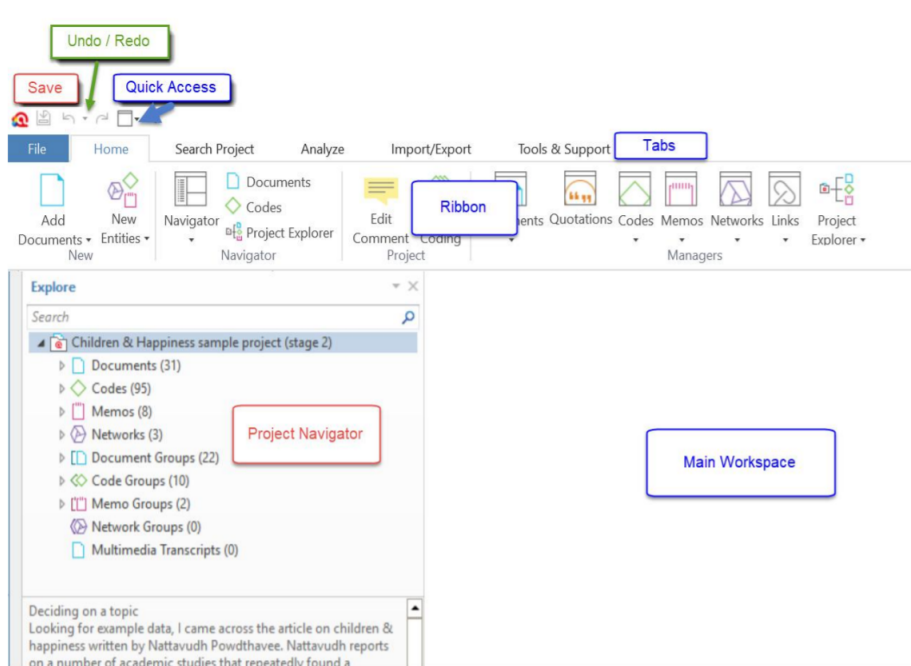 Undo / Redo
Save
Quick Access
File Home Search Project Analyze Import/Export Tools & Support Tabs
Documents
Codes
Project Explorer
Add Documents
New Entities
Navigator
Edit Comment
Coding
Ribbon
Quotations Codes Memos Networks Links
Project Explorer
New Navigator Project Managers
Explore
Search
Children & Happiness sample project (stage 2)
Documents (31)
Codes (95)
Memos (8)
Networks (3)
Project Navigator
Document Groups (22)
Main Workspace
Code Groups (10)
Memo Groups (2)
Network Groups (0)
Multimedia Transcripts (0)
Deciding on a topic
Looking for example data, I came across the article on children &
happiness written by Nattavudh Powdthavee. Nattavudh reports
on a number of academic studies that repeatedly found a